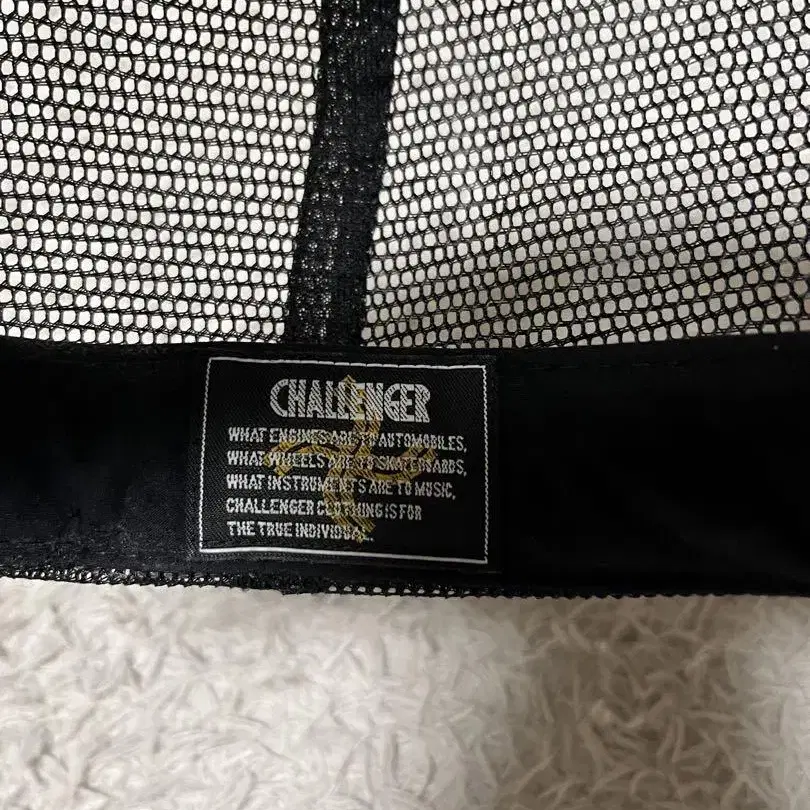 CHALLENGER
WHAT ENGINES ARE TO AUTOMOBILES,
WHAT WHEELS ARE TO SKATEBOARDS,
WHAT INSTRUMENTS ARE TO MUSIC,
CHALLENGER CLOTHING IS FOR
THE TRUE INDIVIDUAL.